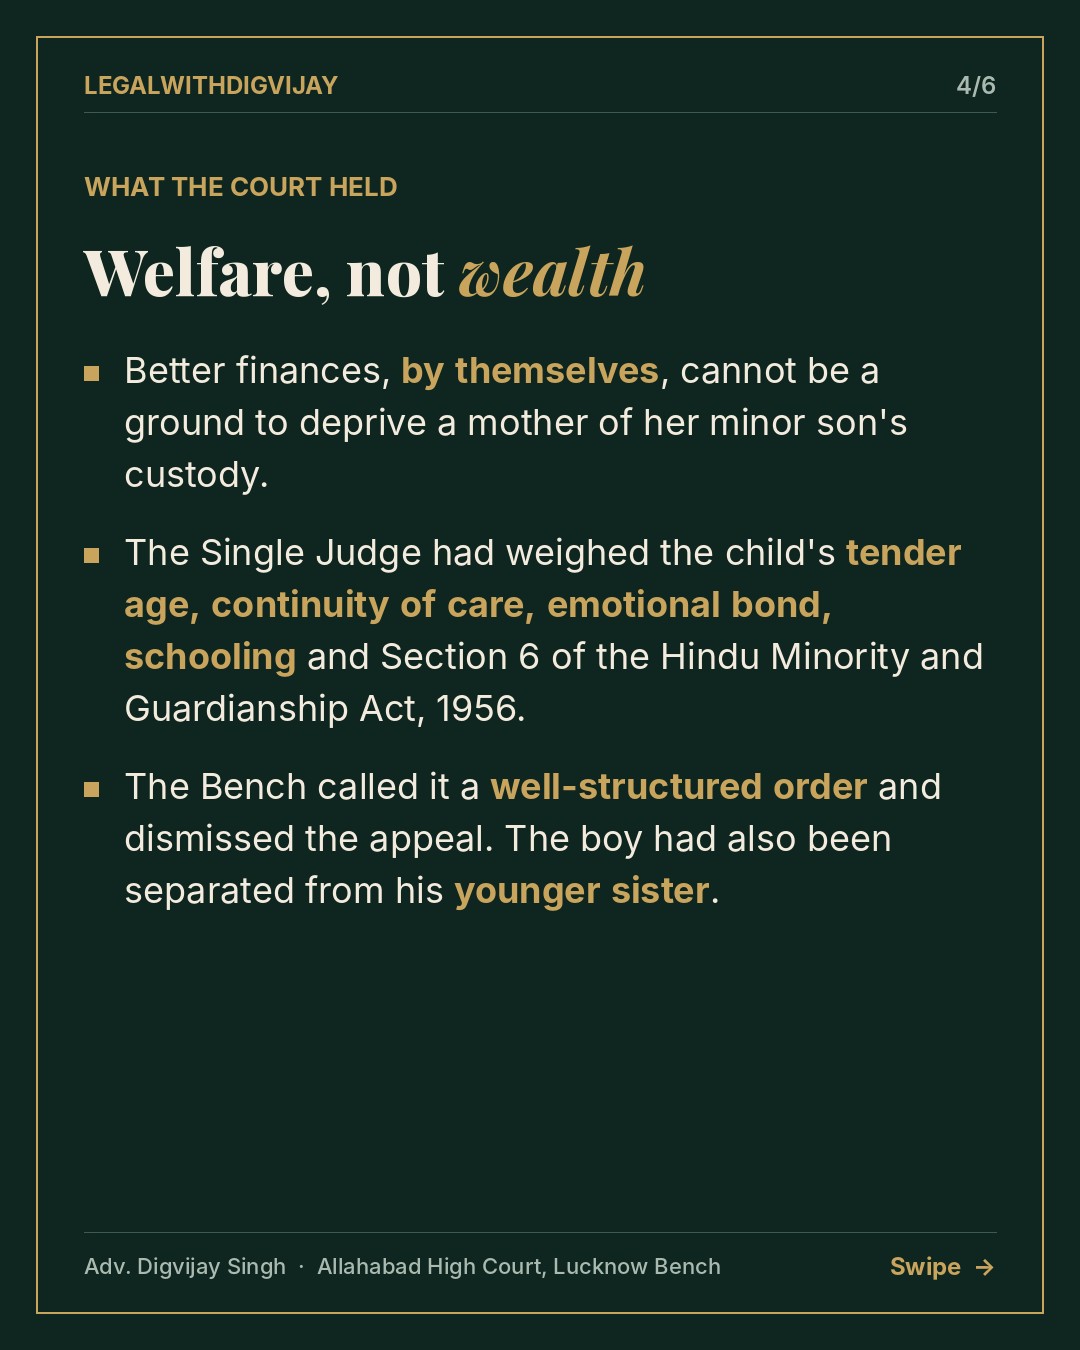 LEGALWITHDIGVIJAY
4/6
WHAT THE COURT HELD
Welfare, not wealth
Better finances, by themselves, cannot be a
ground to deprive a mother of her minor son's
custody.
The Single Judge had weighed the child's tender
age, continuity of care, emotional bond,
schooling and Section 6 of the Hindu Minority and
Guardianship Act, 1956.
The Bench called it a well-structured order and
dismissed the appeal. The boy had also been
separated from his younger sister.
Adv. Digvijay Singh · Allahabad High Court, Lucknow Bench
Swipe →